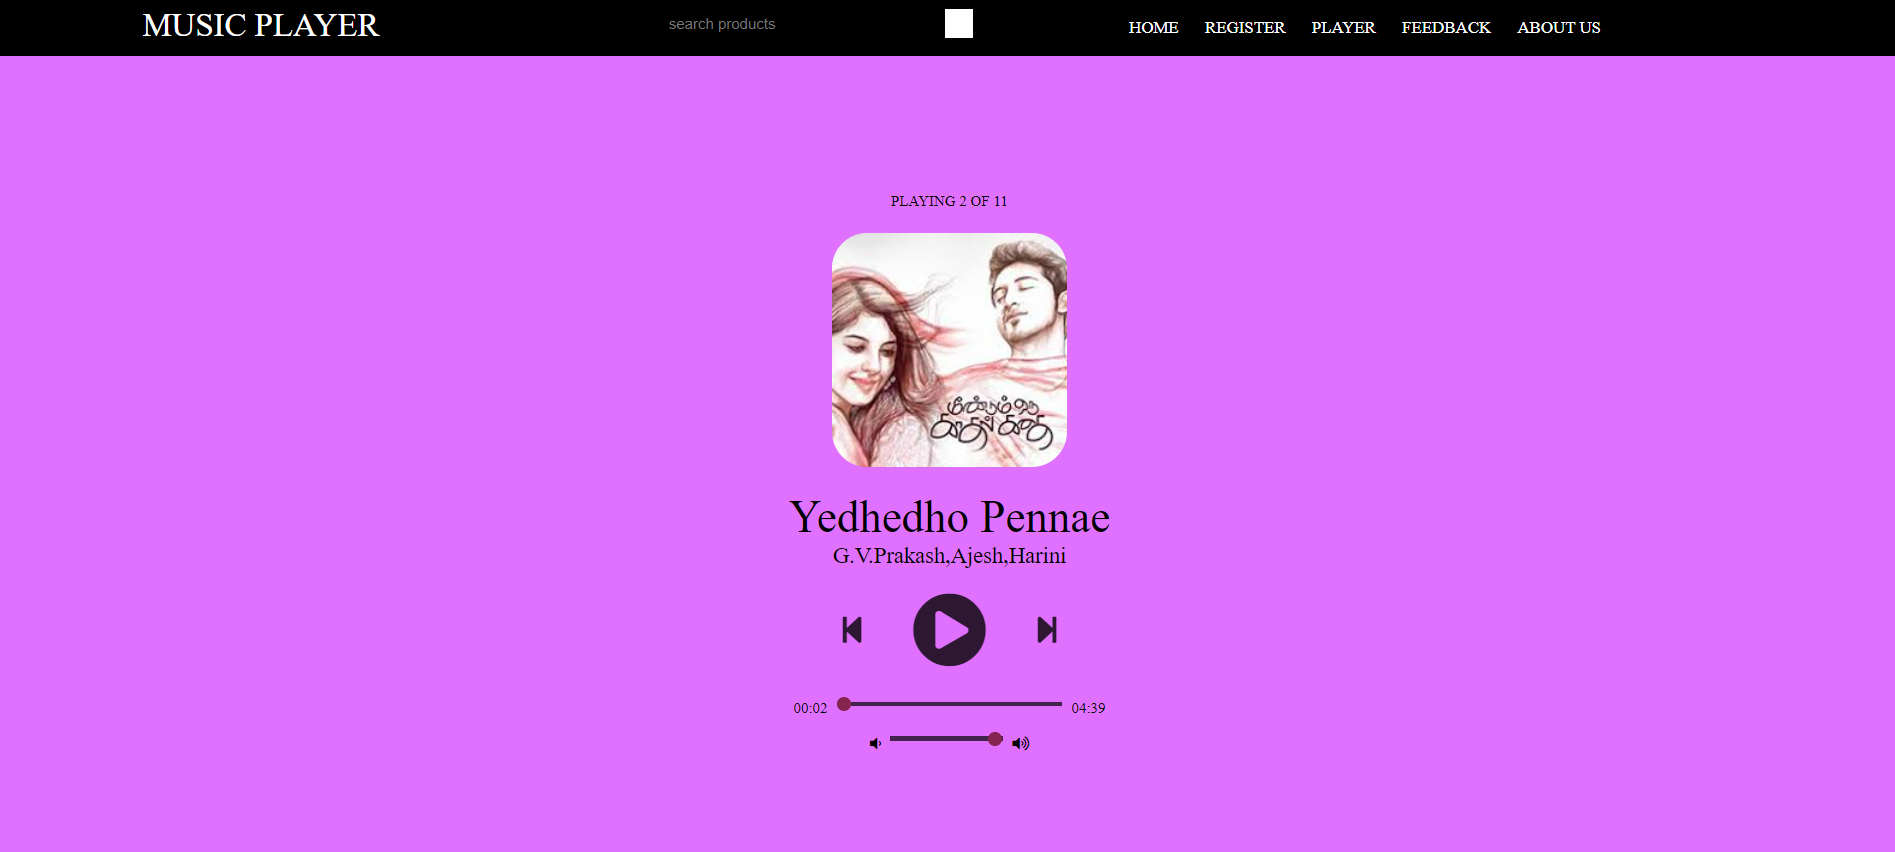 MUSIC PLAYER
search products
HOME REGISTER PLAYER FEEDBACK ABOUT US
PLAYING 2 OF 11
மீண்டும் ஒரு
காதல் கதை
Yedhedho Pennae
G.V.Prakash,Ajesh,Harini
00:02 04:39